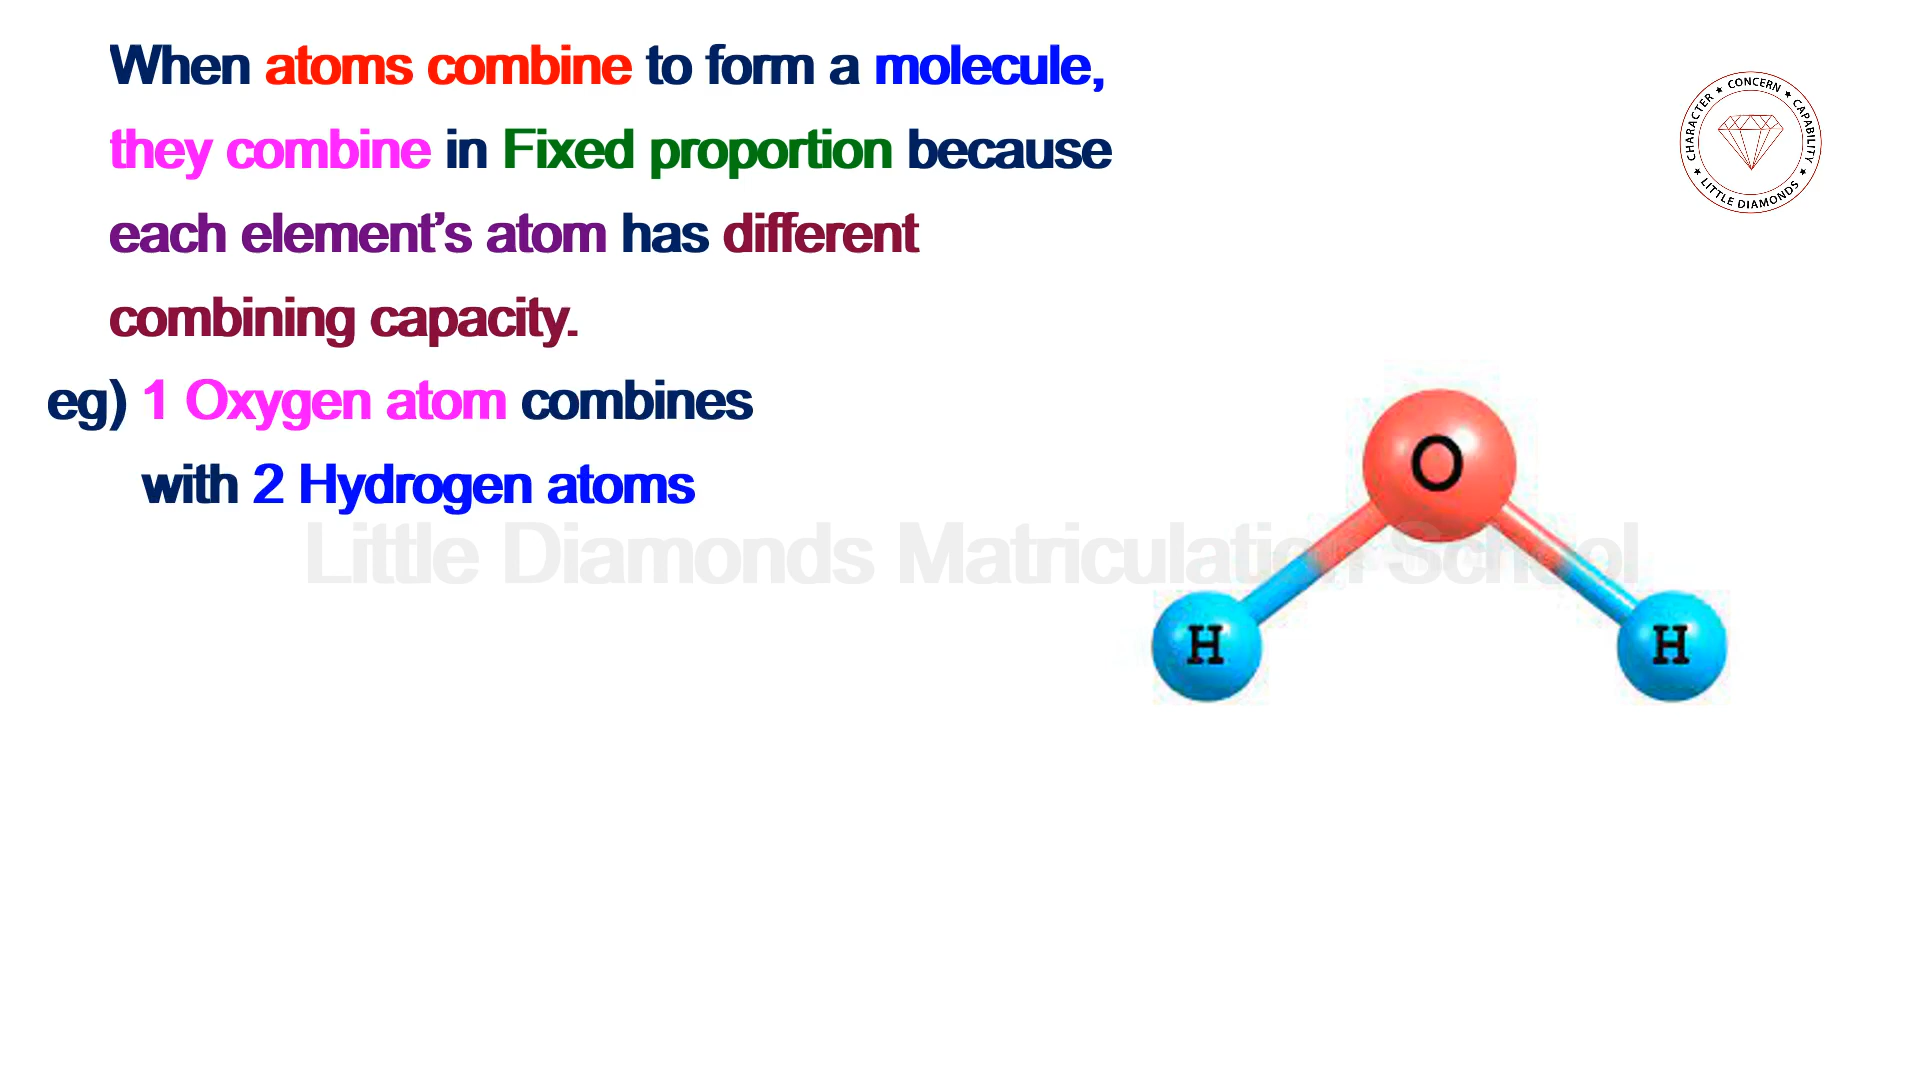 When atoms combine to form a molecule,
they combine in Fixed proportion because
each element’s atom has different
combining capacity.
eg) 1 Oxygen atom combines
with 2 Hydrogen atoms
Little Diamonds Matriculation School
CHARACTER ★ CONCERN ★ CAPABILITY
★ LITTLE DIAMONDS ★
O
H H